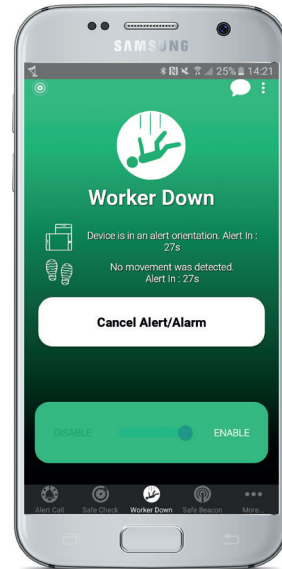 SAMSUNG
25% 14:21
Worker Down
Device is in an alert orientation. Alert In :
27s
No movement was detected.
Alert In : 27s
Cancel Alert/Alarm
DISABLE ENABLE
Alert Call Safe Check Worker Down Safe Beacon More...